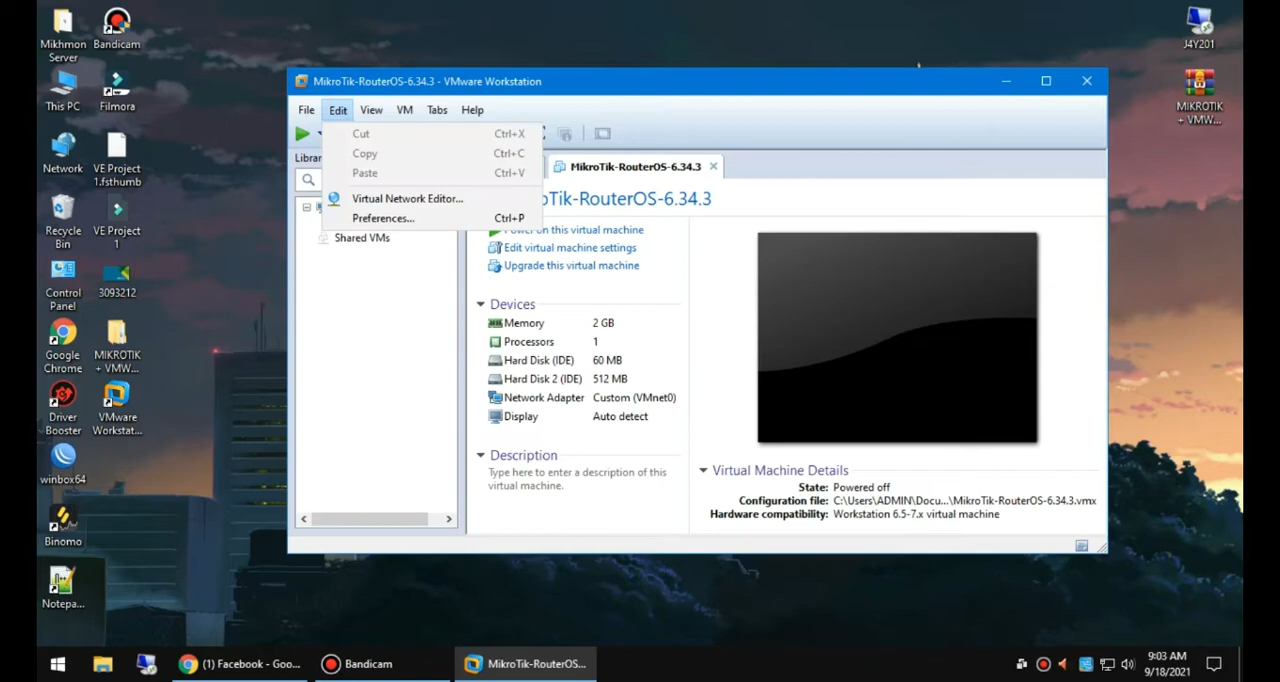 Mikhmon
Server
Bandicam
This PC
Filmora
Network
VE Project
1.fsthumb
Recycle
Bin
VE Project
1
Control
Panel
3093212
Google
Chrome
MIKROTIK
+ VMW...
Driver
Booster
VMware
Workstat...
winbox64
Binomo
Notepa...
J4Y201
MIKROTIK
+ VMW...
MikroTik-RouterOS-6.34.3 - VMware Workstation
File Edit View VM Tabs Help
Cut Ctrl+X
Copy Ctrl+C
Paste Ctrl+V
Virtual Network Editor...
Preferences... Ctrl+P
Librar
Shared VMs
MikroTik-RouterOS-6.34.3
oTik-RouterOS-6.34.3
Power on this virtual machine
Edit virtual machine settings
Upgrade this virtual machine
Devices
Memory 2 GB
Processors 1
Hard Disk (IDE) 60 MB
Hard Disk 2 (IDE) 512 MB
Network Adapter Custom (VMnet0)
Display Auto detect
Description
Type here to enter a description of this
virtual machine.
Virtual Machine Details
State: Powered off
Configuration file: C:\Users\ADMIN\Docu...\MikroTik-RouterOS-6.34.3.vmx
Hardware compatibility: Workstation 6.5-7.x virtual machine
(1) Facebook - Goo...
Bandicam
MikroTik-RouterOS...
9:03 AM
9/18/2021